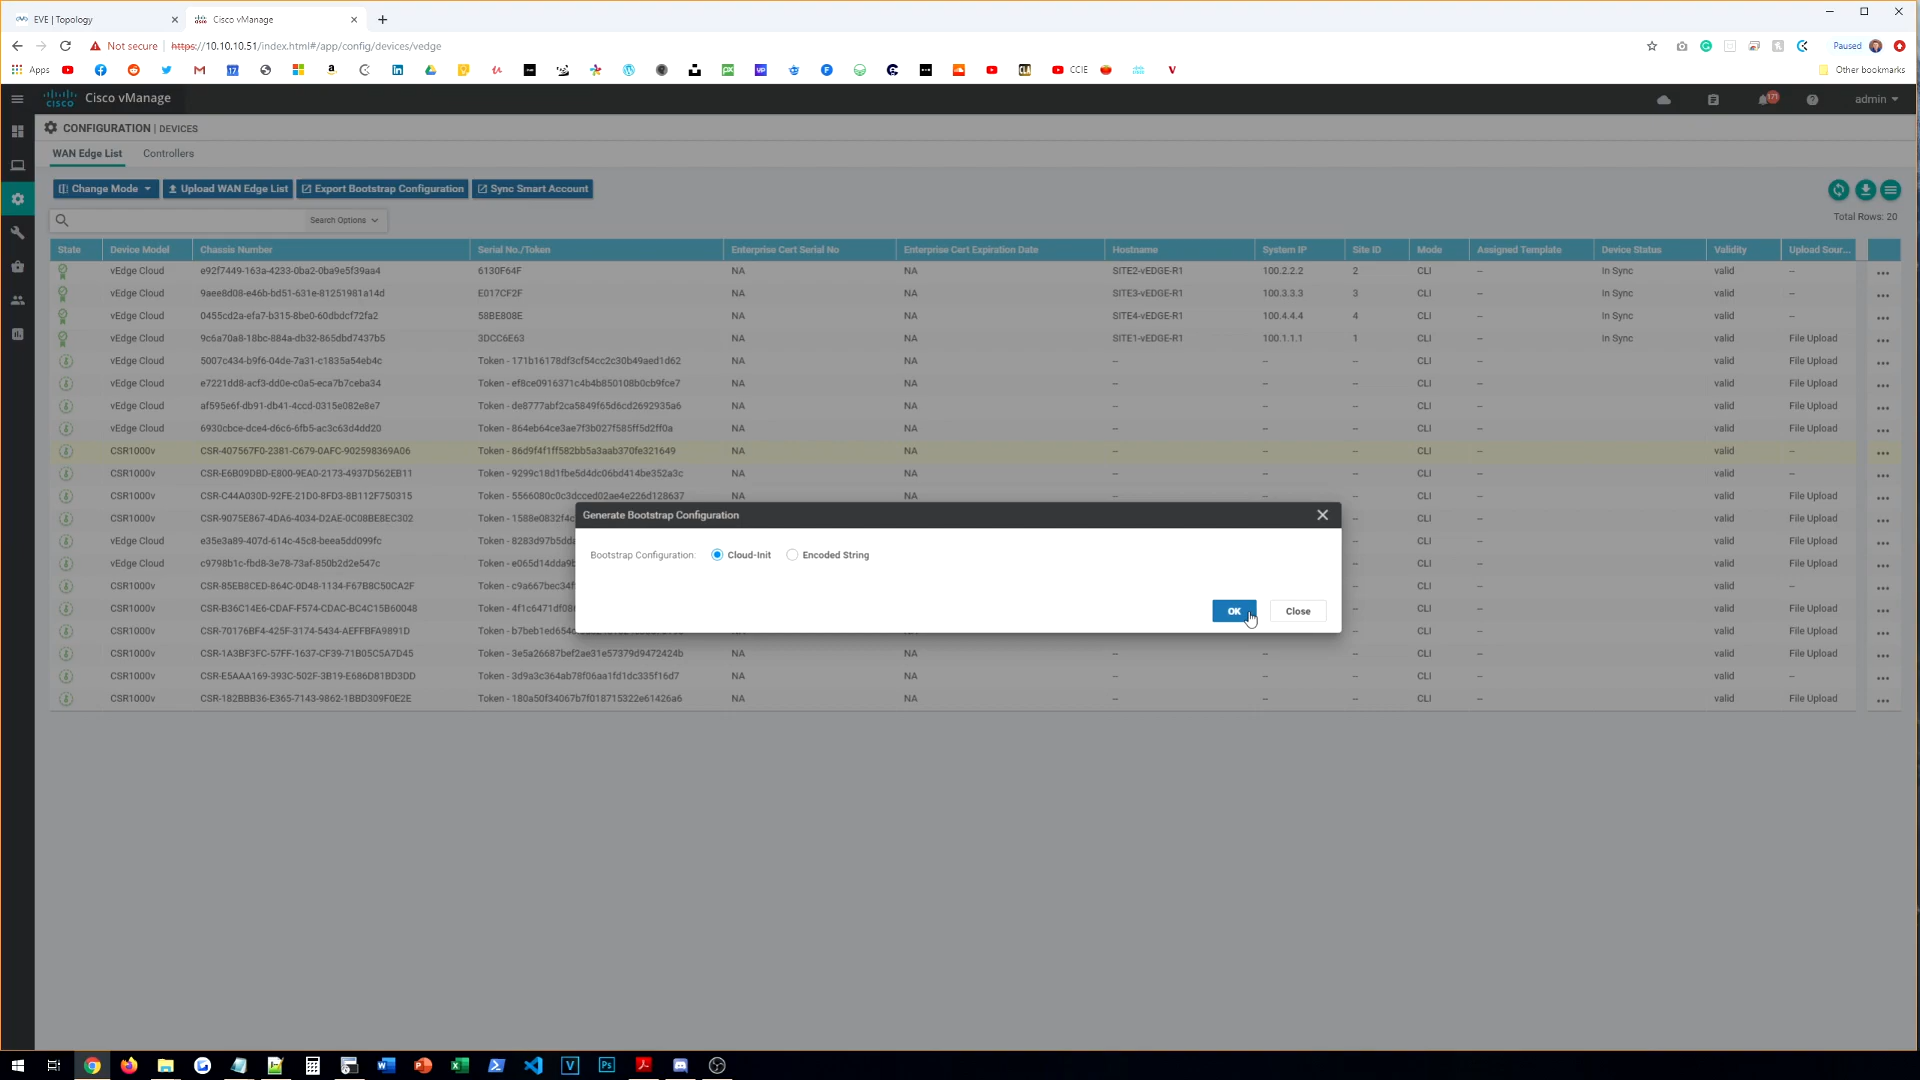 EVE | Topology
Cisco vManage
Not secure | https://10.10.10.51/index.html#/app/config/devices/vedge
Paused
Apps
CCIE
Other bookmarks
cisco Cisco vManage
171
admin
CONFIGURATION | DEVICES
WAN Edge List Controllers
Change Mode Upload WAN Edge List Export Bootstrap Configuration Sync Smart Account
Search Options
Total Rows: 20
State Device Model Chassis Number Serial No./Token Enterprise Cert Serial No Enterprise Cert Expiration Date Hostname System IP Site ID Mode Assigned Template Device Status Validity Upload Sour...
vEdge Cloud e92f7449-163a-4233-0ba2-0ba9e5f39aa4 6130F64F NA NA SITE2-vEDGE-R1 100.2.2.2 2 CLI -- In Sync valid -- ...
vEdge Cloud 9aee8d08-e46b-bd51-631e-81251981a14d E017CF2F NA NA SITE3-vEDGE-R1 100.3.3.3 3 CLI -- In Sync valid -- ...
vEdge Cloud 0455cd2a-efa7-b315-8be0-60dbdcf72fa2 58BE808E NA NA SITE4-vEDGE-R1 100.4.4.4 4 CLI -- In Sync valid -- ...
vEdge Cloud 9c6a70a8-18bc-884a-db32-865dbd7437b5 3DCC6E63 NA NA SITE1-vEDGE-R1 100.1.1.1 1 CLI -- In Sync valid File Upload ...
vEdge Cloud 5007c434-b9f6-04de-7a31-c1835a54eb4c Token - 171b16178df3cf54cc2c30b49aed1d62 NA NA -- -- -- CLI -- valid File Upload ...
vEdge Cloud e7221dd8-acf3-dd0e-c0a5-eca7b7ceba34 Token - ef8ce0916371c4b4b850108b0cb9fce7 NA NA -- -- -- CLI -- valid File Upload ...
vEdge Cloud af595e6f-db91-db41-4ccd-0315e082e8e7 Token - de8777abf2ca5849f65d6cd2692935a6 NA NA -- -- -- CLI -- valid File Upload ...
vEdge Cloud 6930cbce-dce4-d6c6-6fb5-ac3c63d4dd20 Token - 864eb64ce3ae7f3b027f585ff5d2ff0a NA NA -- -- -- CLI -- valid File Upload ...
CSR1000v CSR-407567F0-2381-C679-0AFC-902598369A06 Token - 86d9f4f1ff582bb5a3aab370fe321649 NA NA -- -- -- CLI -- valid -- ...
CSR1000v CSR-E6B09DBD-E800-9EA0-2173-4937D562EB11 Token - 9299c18d1fbe5d4dc06bd414be352a3c NA NA -- -- -- CLI -- valid -- ...
CSR1000v CSR-C44A030D-92FE-21D0-8FD3-8B112F750315 Token - 5566080c0c3dcced02ae4e226d128637 NA NA -- -- -- CLI -- valid File Upload ...
CSR1000v CSR-9075E867-4DA6-4034-D2AE-0C08BE8EC302 Token - 1588e0832f4c -- CLI -- valid File Upload ...
vEdge Cloud e35e3a89-407d-614c-45c8-beea5dd099fc Token - 8283d97b5dda -- CLI -- valid File Upload ...
vEdge Cloud c9798b1c-fbd8-3e78-73af-850b2d2e547c Token - e065d14dda9b -- CLI -- valid File Upload ...
CSR1000v CSR-85EB8CED-864C-0D48-1134-F67B8C50CA2F Token - c9a667bec34f -- CLI -- valid -- ...
CSR1000v CSR-B36C14E6-CDAF-F574-CDAC-BC4C15B60048 Token - 4f1c6471df08 -- CLI -- valid File Upload ...
CSR1000v CSR-70176BF4-425F-3174-5434-AEFFBFA9891D Token - b7beb1ed654 -- CLI -- valid File Upload ...
CSR1000v CSR-1A3BF3FC-57FF-1637-CF39-71B05C5A7D45 Token - 3e5a26687bef2ae31e57379d9472424b NA NA -- -- -- CLI -- valid File Upload ...
CSR1000v CSR-E5AAA169-393C-502F-3B19-E686D81BD3DD Token - 3d9a3c364ab78f06aa1fd1dc335f16d7 NA NA -- -- -- CLI -- valid -- ...
CSR1000v CSR-182BBB36-E365-7143-9862-1BBD309F0E2E Token - 180a50f34067b7f018715322e61426a6 NA NA -- -- -- CLI -- valid File Upload ...
Generate Bootstrap Configuration
Bootstrap Configuration: Cloud-Init Encoded String
OK Close